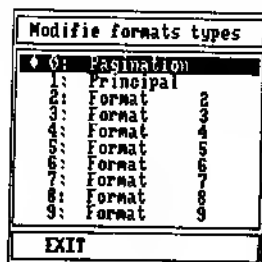 Modifie formats types
♦ 0: Pagination
1: Principal
2: Format 2
3: Format 3
4: Format 4
5: Format 5
6: Format 6
7: Format 7
8: Format 8
9: Format 9
EXIT